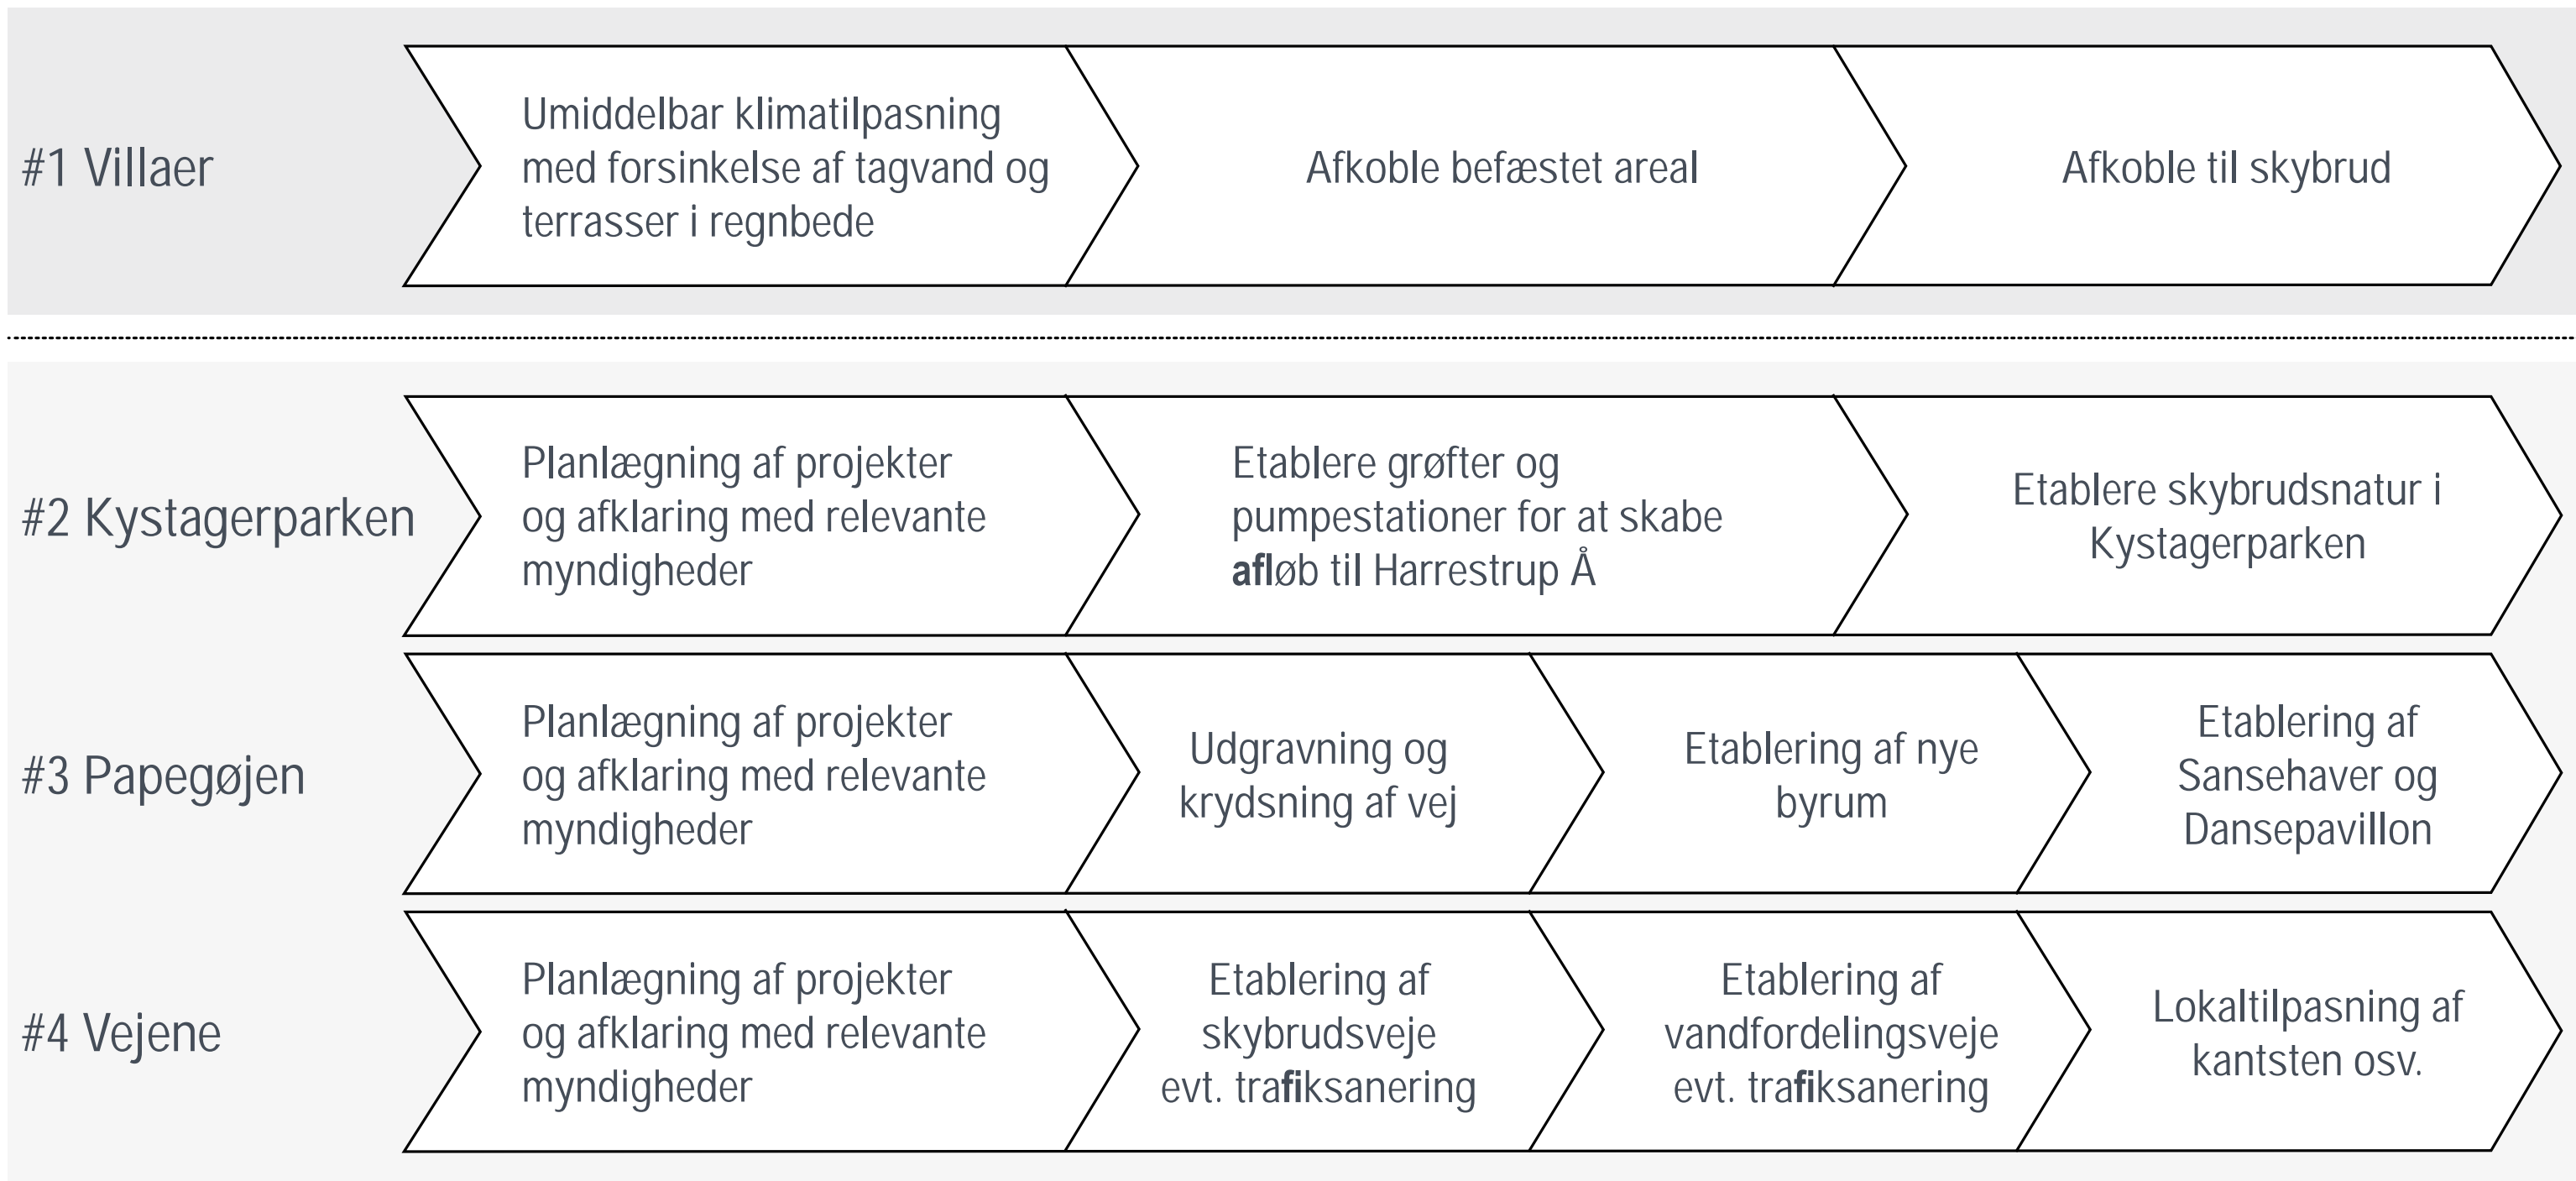 #1 Villaer
Umiddelbar klimatilpasning
med forsinkelse af tagvand og
terrasser i regnbede
Afkoble befæstet areal
Afkoble til skybrud
#2 Kystagerparken
Planlægning af projekter
og afklaring med relevante
myndigheder
Etablere grøfter og
pumpestationer for at skabe
afløb til Harrestrup Å
Etablere skybrudsnatur i
Kystagerparken
#3 Papegøjen
Planlægning af projekter
og afklaring med relevante
myndigheder
Udgravning og
krydsning af vej
Etablering af nye
byrum
Etablering af
Sansehaver og
Dansepavillon
#4 Vejene
Planlægning af projekter
og afklaring med relevante
myndigheder
Etablering af
skybrudsveje
evt. trafiksanering
Etablering af
vandfordelingsveje
evt. trafiksanering
Lokaltilpasning af
kantsten osv.